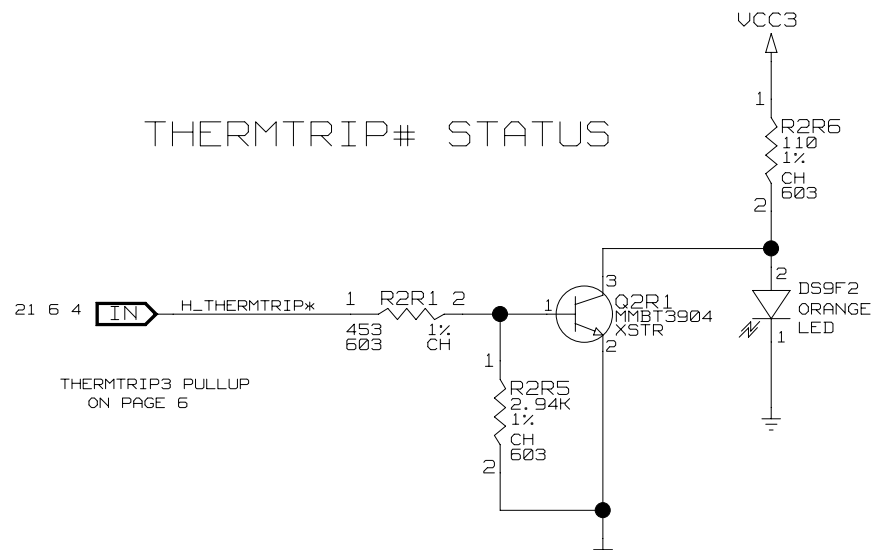 VCC3
1
R2R6
110
1%
CH
603
2
THERMTRIP# STATUS
2
DS9F2
ORANGE
LED
1
21 6 4 IN H_THERMTRIP*
1 R2R1 2
453 1%
603 CH
1
3
Q2R1
MMBT3904
XSTR
2
THERMTRIP3 PULLUP
ON PAGE 6
1
R2R5
2.94K
1%
CH
603
2